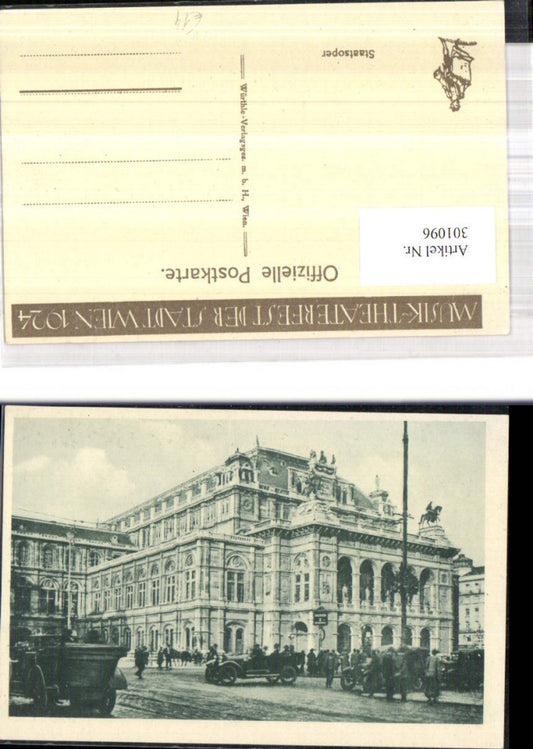 MUSIK-THEATERFEST DER STADT WIEN 1924
Offizielle Postkarte.
Artikel Nr.
301096
Staatsoper
Würthle-Verlagsges. m. b. H., Wien.